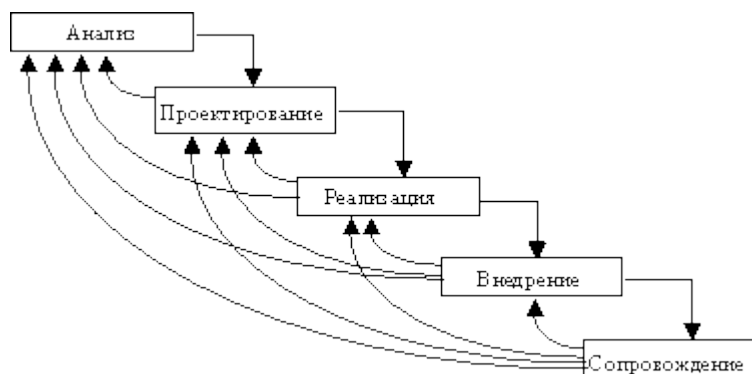 Анализ
Проектирование
Реализация
Внедрение
Сопровождение